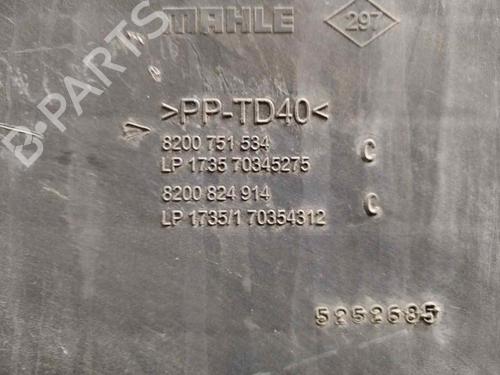 MAHLE
297
>PP-TD40<
8200 751 534 C
LP 1735 70345275
8200 824 914 C
LP 1735/1 70354312
5252685
B-PARTS